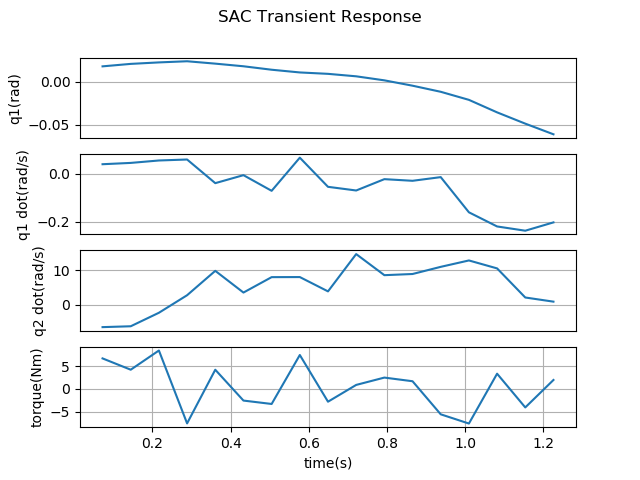 SAC Transient Response
0.00
−0.05
q1(rad)
0.0
−0.2
q1 dot(rad/s)
10
0
q2 dot(rad/s)
5
0
−5
torque(Nm)
0.2 0.4 0.6 0.8 1.0 1.2
time(s)